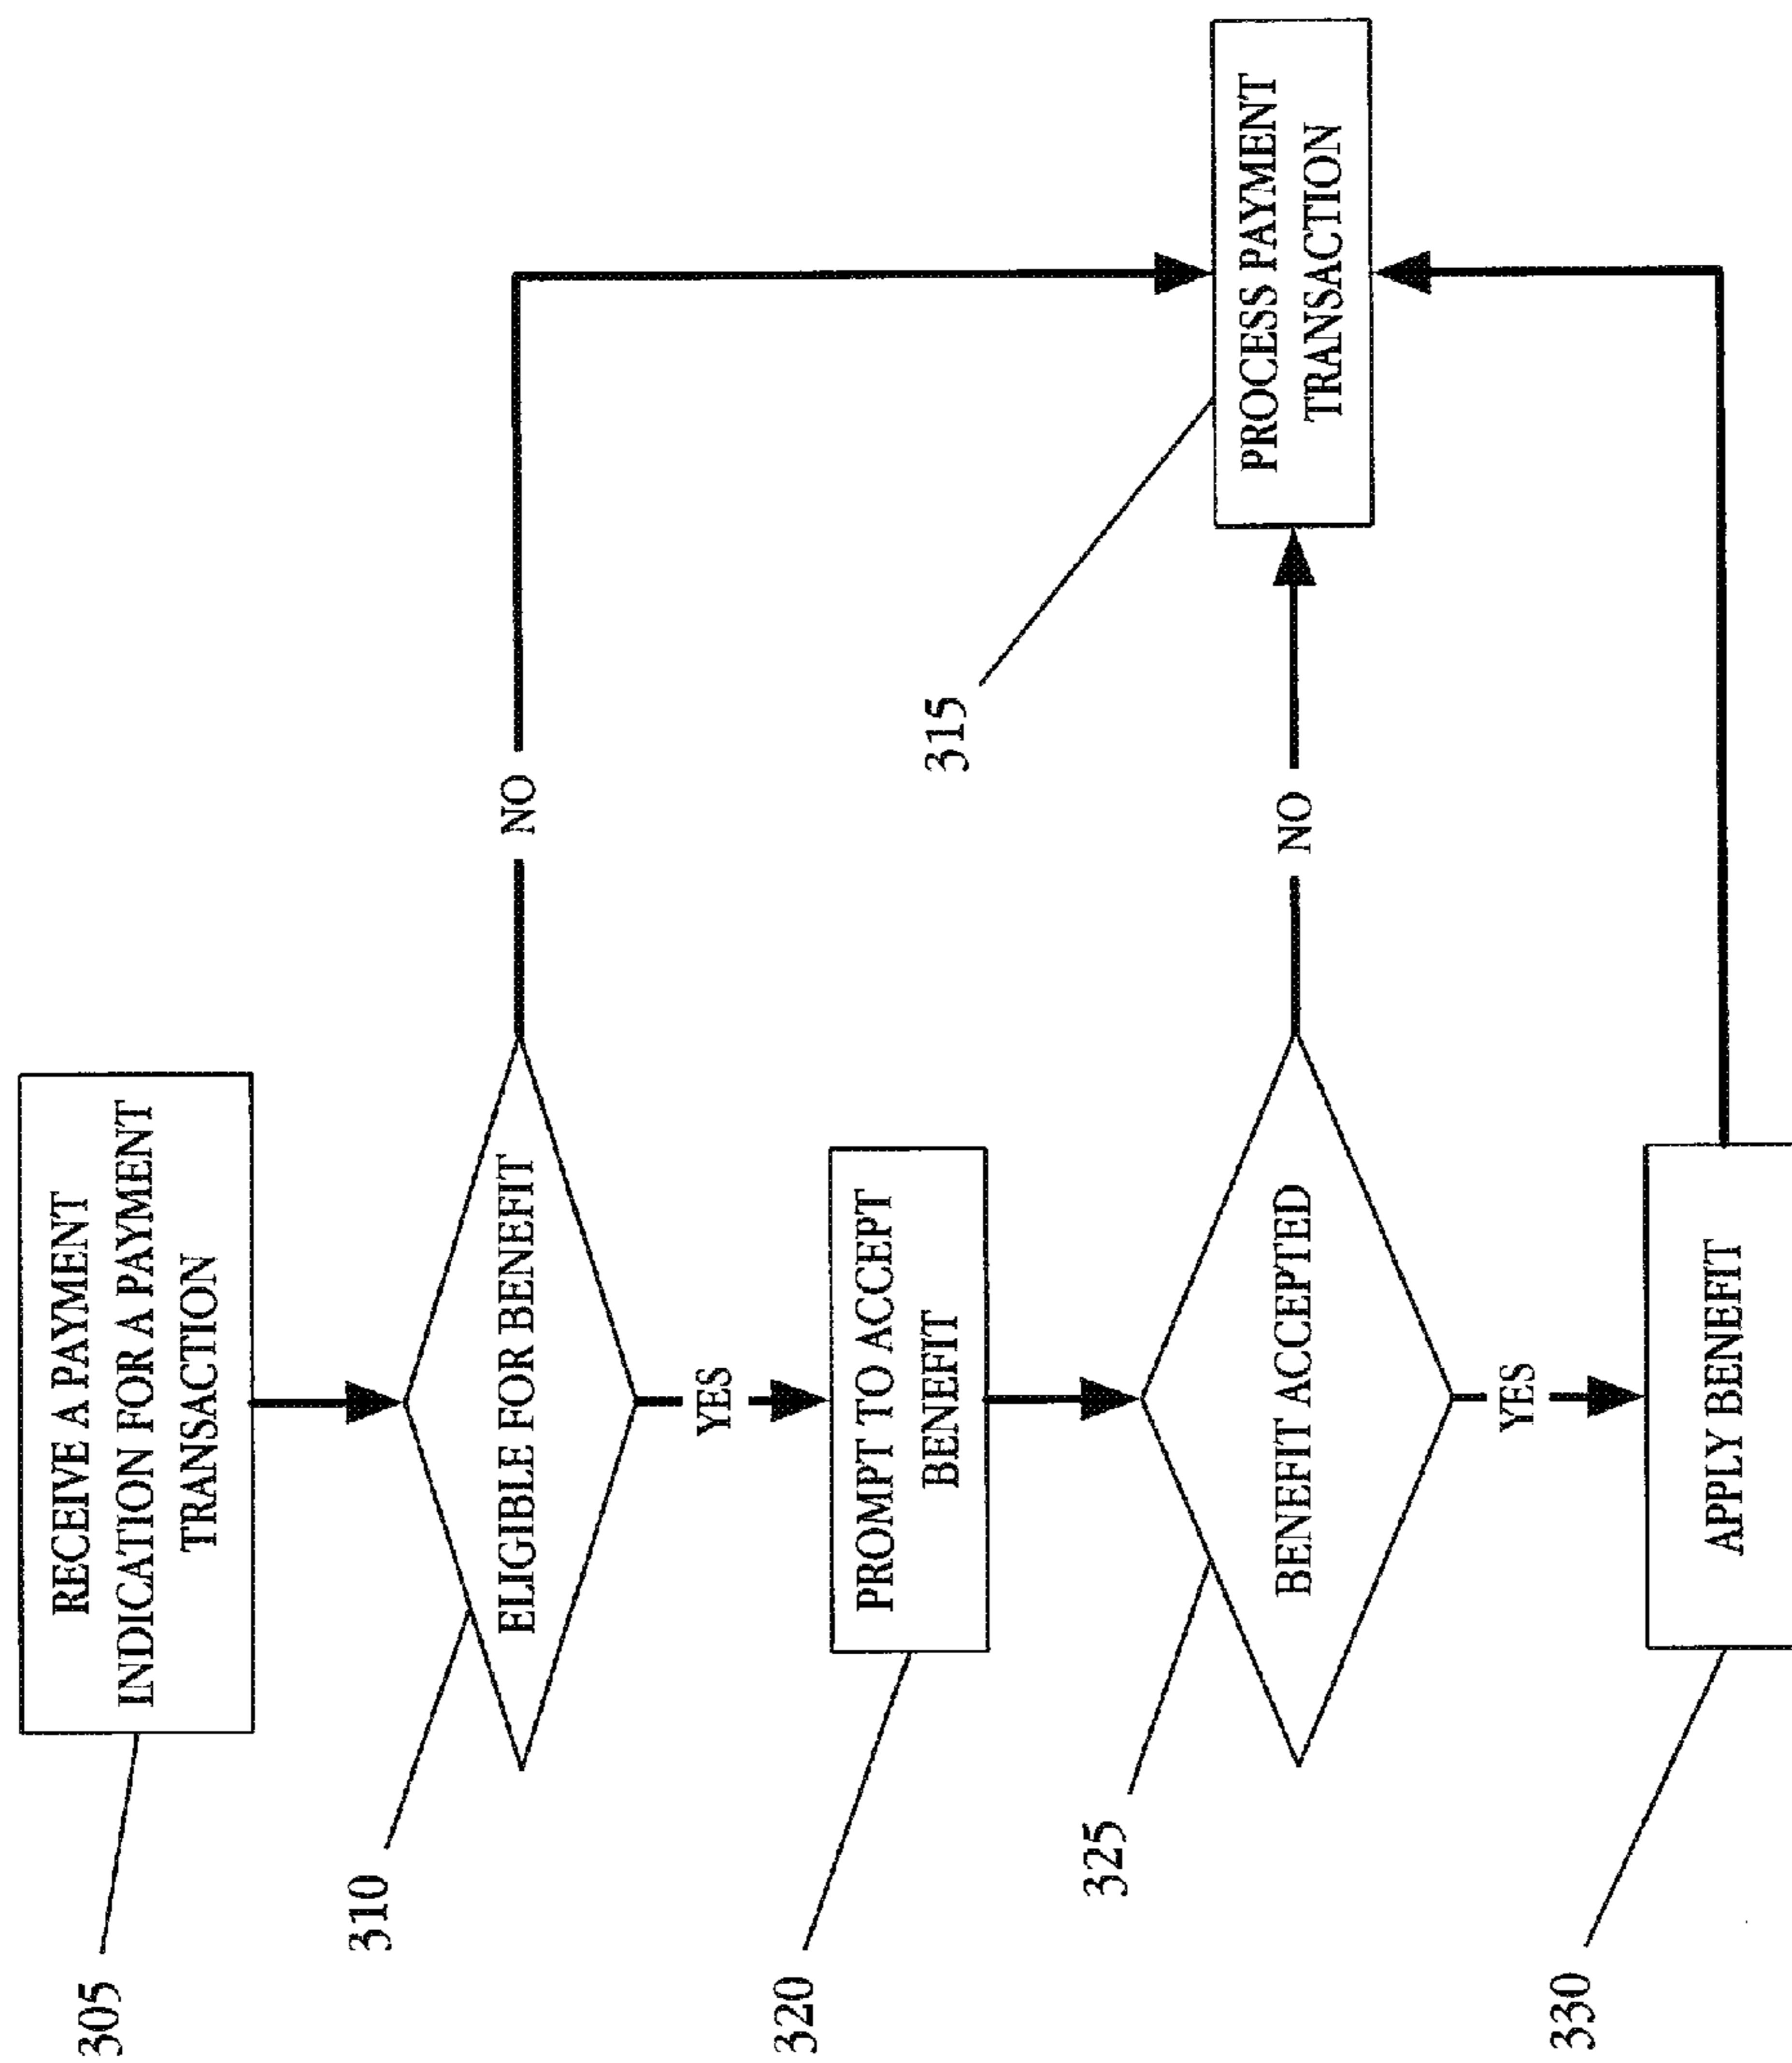 305
RECEIVE A PAYMENT
INDICATION FOR A PAYMENT
TRANSACTION
310
ELIGIBLE FOR BENEFIT
NO
YES
320
PROMPT TO ACCEPT
BENEFIT
315
PROCESS PAYMENT
TRANSACTION
325
BENEFIT ACCEPTED
NO
YES
330
APPLY BENEFIT